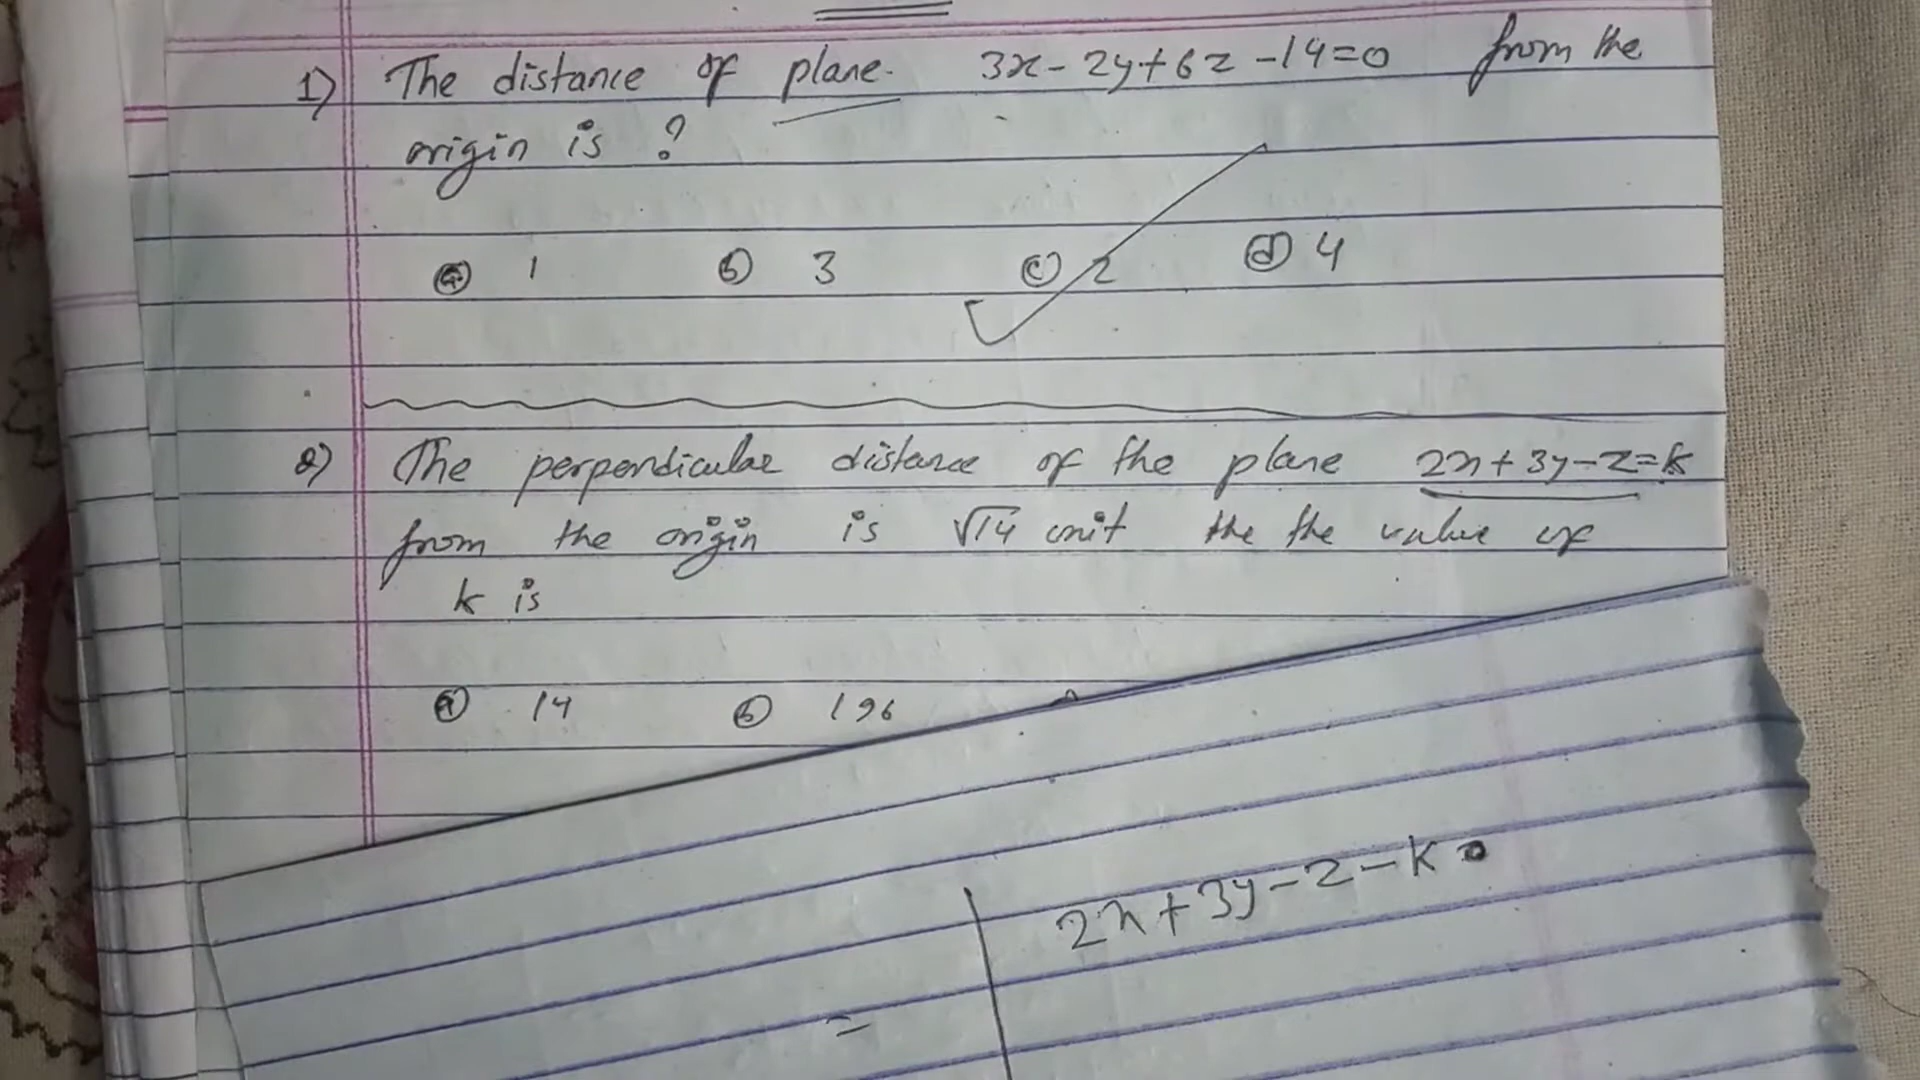 1) The distance of plane. 3x-2y+6z-14=0 from the
origin is ?
(a) 1 (b) 3 (c) 2 (d) 4
2) The perpendicular distance of the plane 2x+3y-z=k
from the origin is √14 unit the the value of
k is
(a) 14 (b) 196
2x+3y-z-k
=